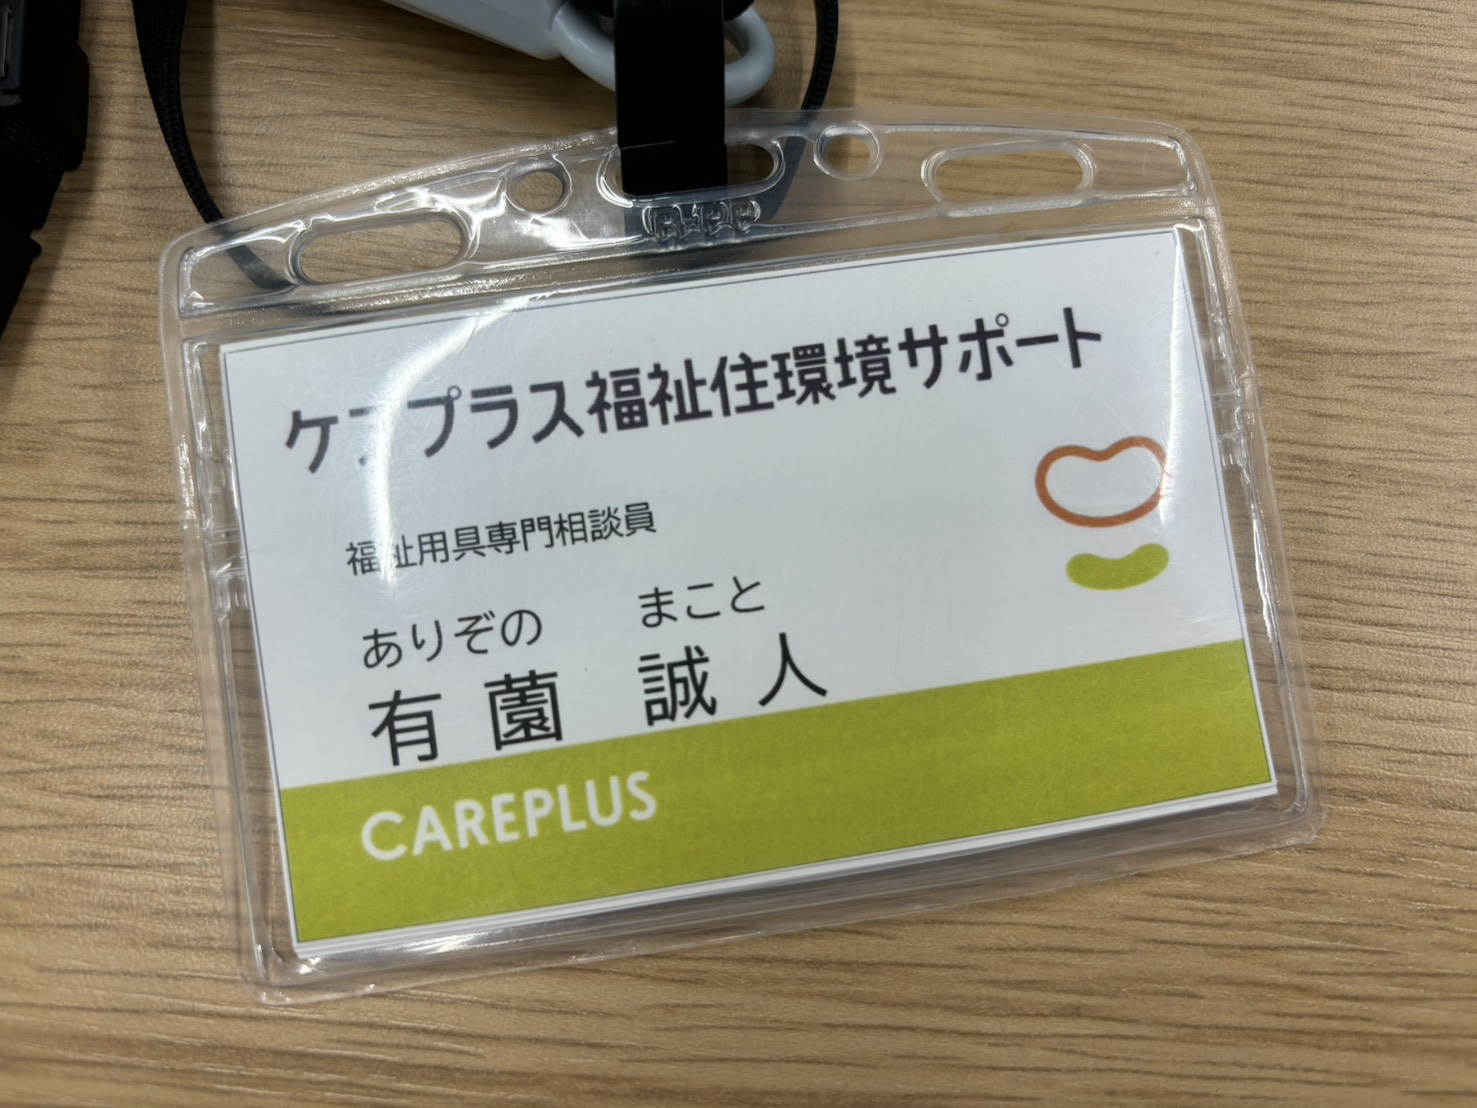 ケアプラス福祉住環境サポート
福祉用具専門相談員
ありぞの まこと
有薗 誠人
CAREPLUS